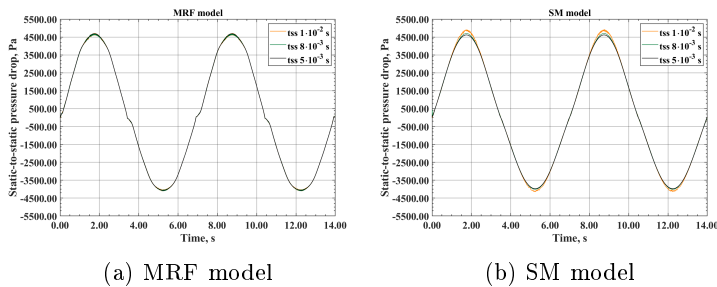 MRF model
5500.00
4500.00
3500.00
2500.00
1500.00
500.00
-500.00
-1500.00
-2500.00
-3500.00
-4500.00
-5500.00
Static-to-static pressure drop, Pa
tss 1·10⁻² s
tss 8·10⁻³ s
tss 5·10⁻³ s
0.00 2.00 4.00 6.00 8.00 10.00 12.00 14.00
Time, s
(a) MRF model
SM model
5500.00
4500.00
3500.00
2500.00
1500.00
500.00
-500.00
-1500.00
-2500.00
-3500.00
-4500.00
-5500.00
Static-to-static pressure drop, Pa
tss 1·10⁻² s
tss 8·10⁻³ s
tss 5·10⁻³ s
0.00 2.00 4.00 6.00 8.00 10.00 12.00 14.00
Time, s
(b) SM model